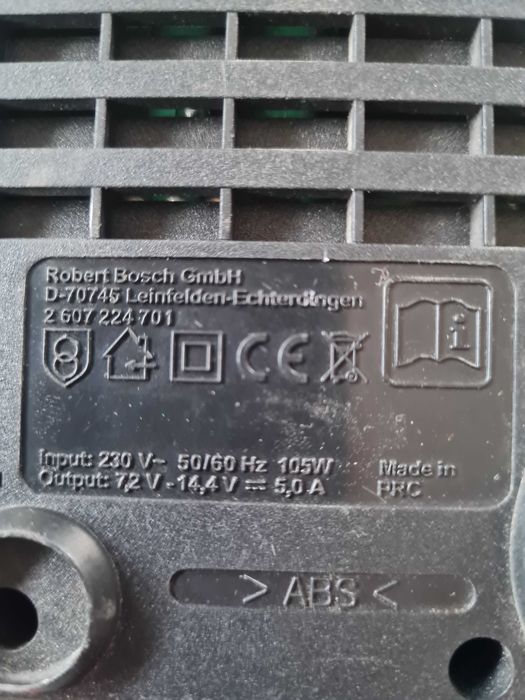 Robert Bosch GmbH
D-70745 Leinfelden-Echterdingen
2 607 224 701
CE
Input: 230 V~ 50/60 Hz 105W
Output: 7,2 V - 14,4 V ⎓ 5,0 A
Made in
PRC
> ABS <